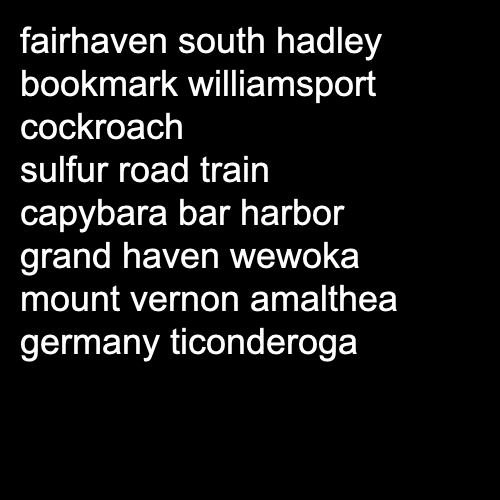 fairhaven south hadley
bookmark williamsport
cockroach
sulfur road train
capybara bar harbor
grand haven wewoka
mount vernon amalthea
germany ticonderoga